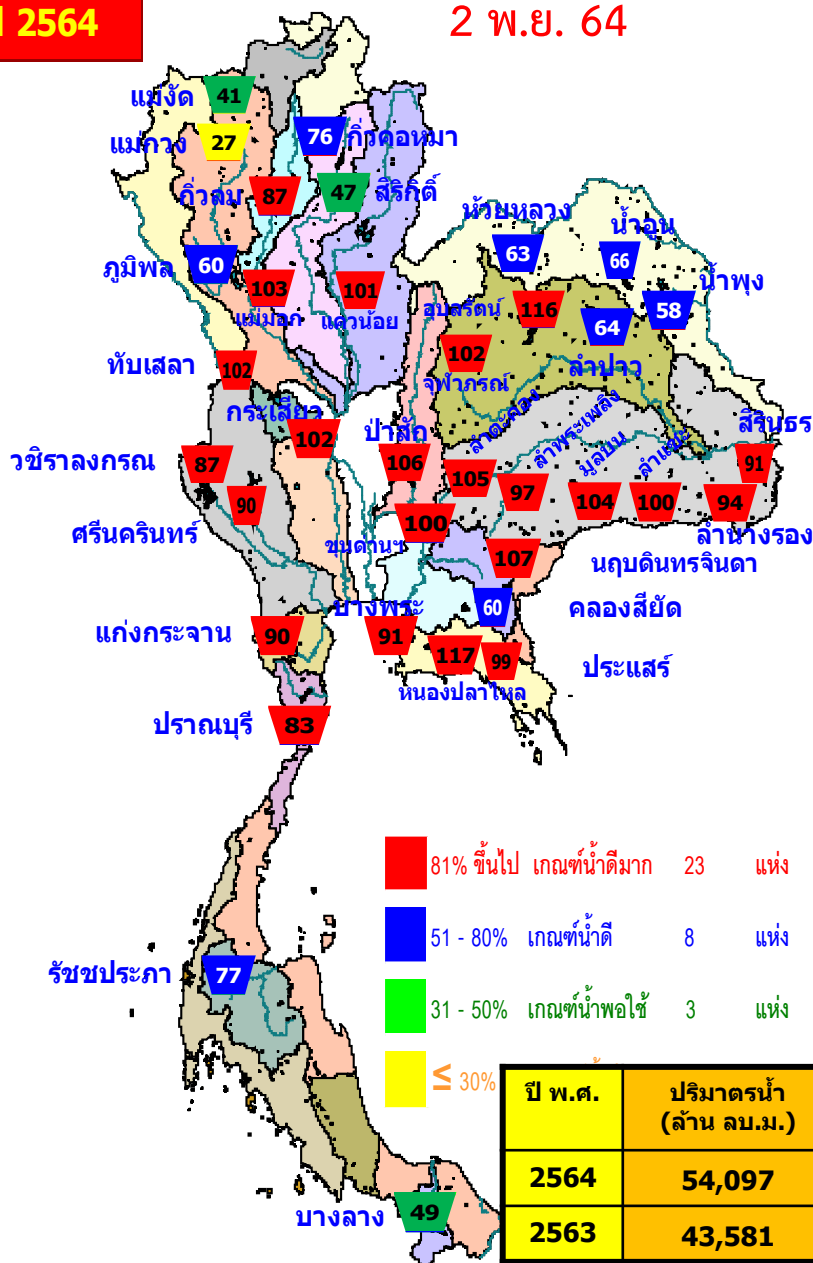 2564
2 พ.ย. 64
แม่งัด 41
แม่กวง 27
76 กิ่วคอหมา
กิ่วลม 87
47 สิริกิติ์
ห้วยหลวง 63
น้ำอูน 66
น้ำพุง 58
ภูมิพล 60
103 แม่มอก
101 แควน้อย
อุบลรัตน์ 116
64 ลำปาว
102 จุฬาภรณ์
ทับเสลา 102
กระเสียว 102
ป่าสัก 106
ลำตะคอง 105
ลำพระเพลิง 97
มูลบน 104
ลำแชะ 100
สิรินธร 91
94 ลำนางรอง
วชิราลงกรณ 87
ศรีนครินทร์ 90
ขุนด่านฯ 100
107 นฤบดินทรจินดา
บางพระ 91
60 คลองสียัด
แก่งกระจาน 90
117 หนองปลาไหล
99 ประแสร์
ปราณบุรี 83
81% ขึ้นไป เกณฑ์น้ำดีมาก 23 แห่ง
51 - 80% เกณฑ์น้ำดี 8 แห่ง
รัชชประภา 77
31 - 50% เกณฑ์น้ำพอใช้ 3 แห่ง
≤ 30%
ปี พ.ศ. ปริมาตรน้ำ
(ล้าน ลบ.ม.)
2564 54,097
2563 43,581
บางลาง 49